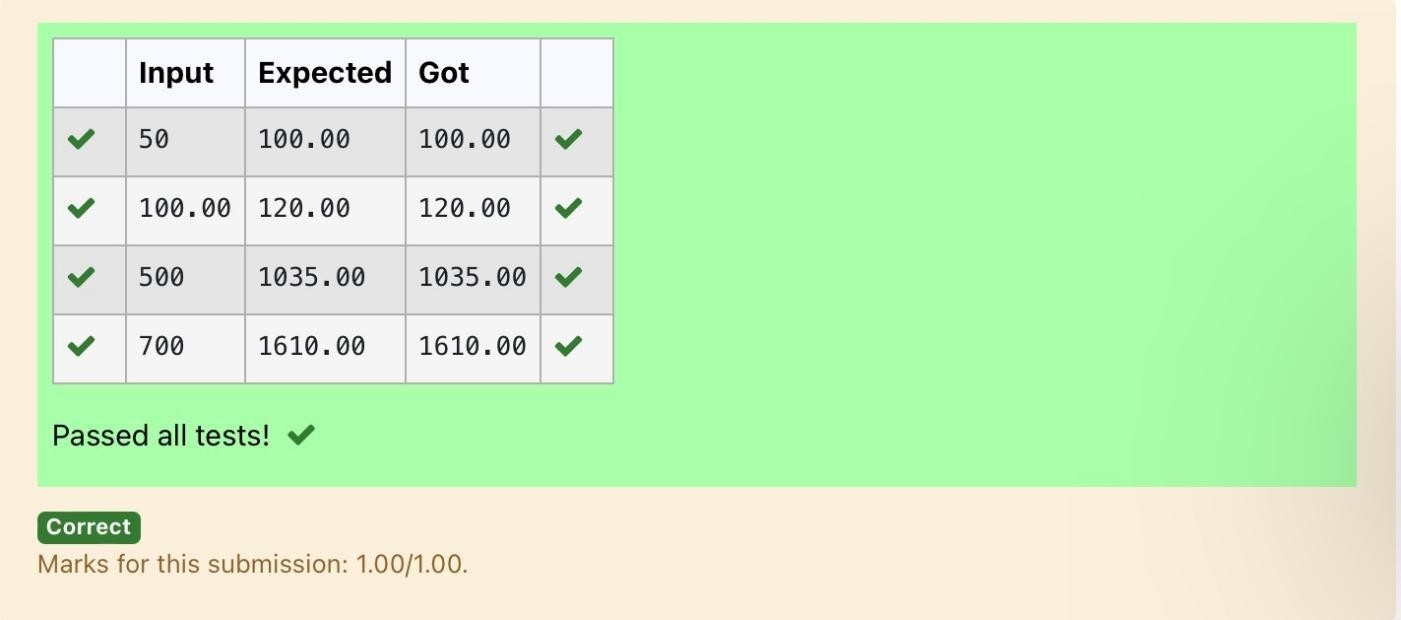 Input Expected Got
50 100.00 100.00
100.00 120.00 120.00
500 1035.00 1035.00
700 1610.00 1610.00
Passed all tests!
Correct
Marks for this submission: 1.00/1.00.